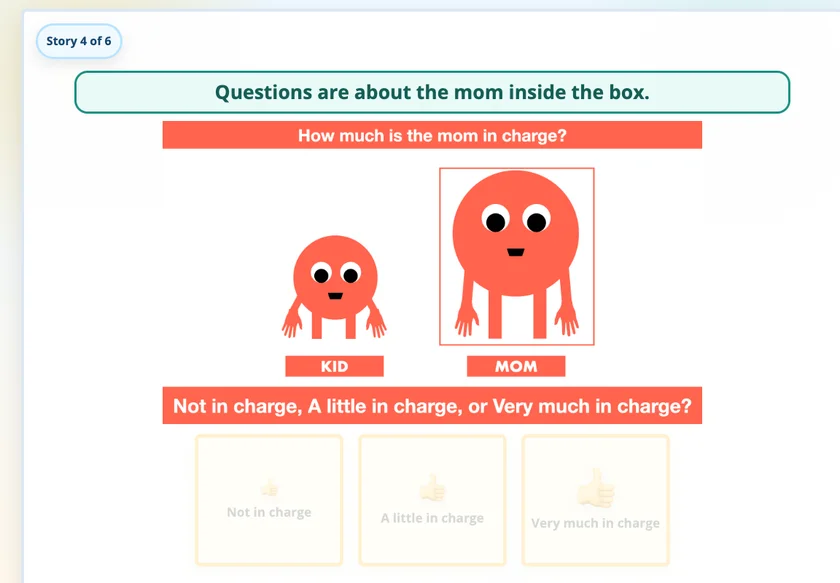 Story 4 of 6
Questions are about the mom inside the box.
How much is the mom in charge?
KID
MOM
Not in charge, A little in charge, or Very much in charge?
Not in charge
A little in charge
Very much in charge